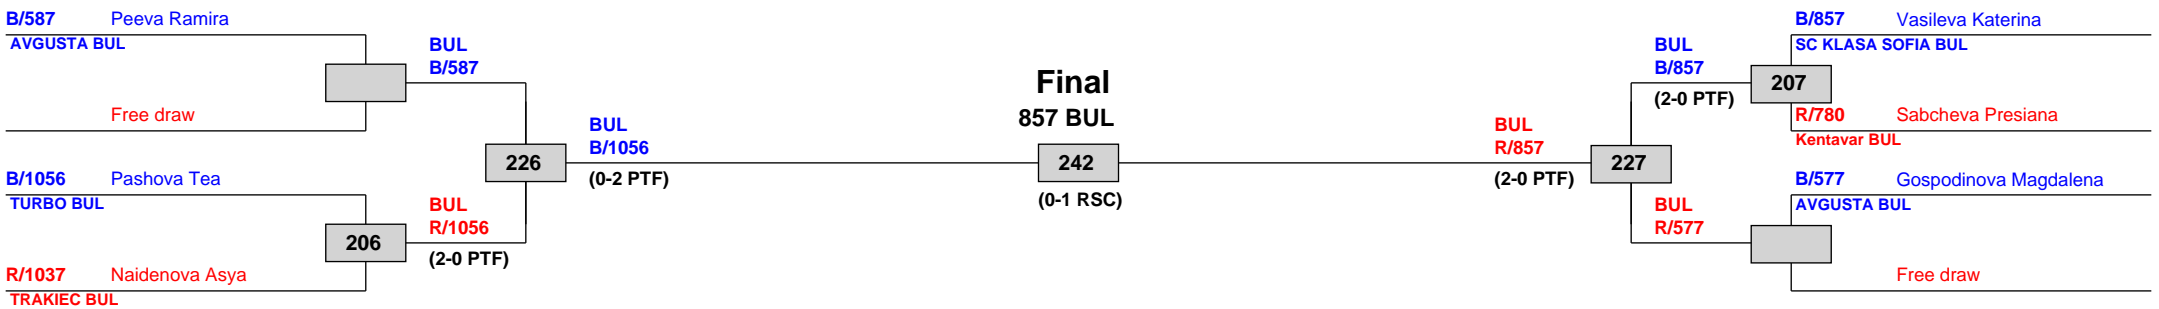 B/587 Peeva Ramira
AVGUSTA BUL
Free draw
B/1056 Pashova Tea
TURBO BUL
R/1037 Naidenova Asya
TRAKIEC BUL
BUL
B/587
206
BUL
R/1056
(2-0 PTF)
226
BUL
B/1056
(0-2 PTF)
Final
857 BUL
242
(0-1 RSC)
BUL
R/857
(2-0 PTF)
227
BUL
B/857
(2-0 PTF)
207
BUL
R/577
B/857 Vasileva Katerina
SC KLASA SOFIA BUL
R/780 Sabcheva Presiana
Kentavar BUL
B/577 Gospodinova Magdalena
AVGUSTA BUL
Free draw